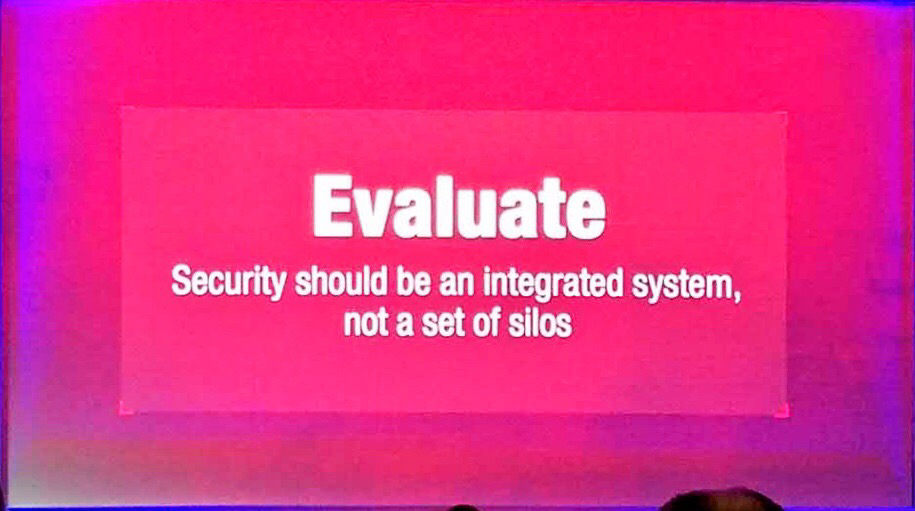 Evaluate
Security should be an integrated system,
not a set of silos